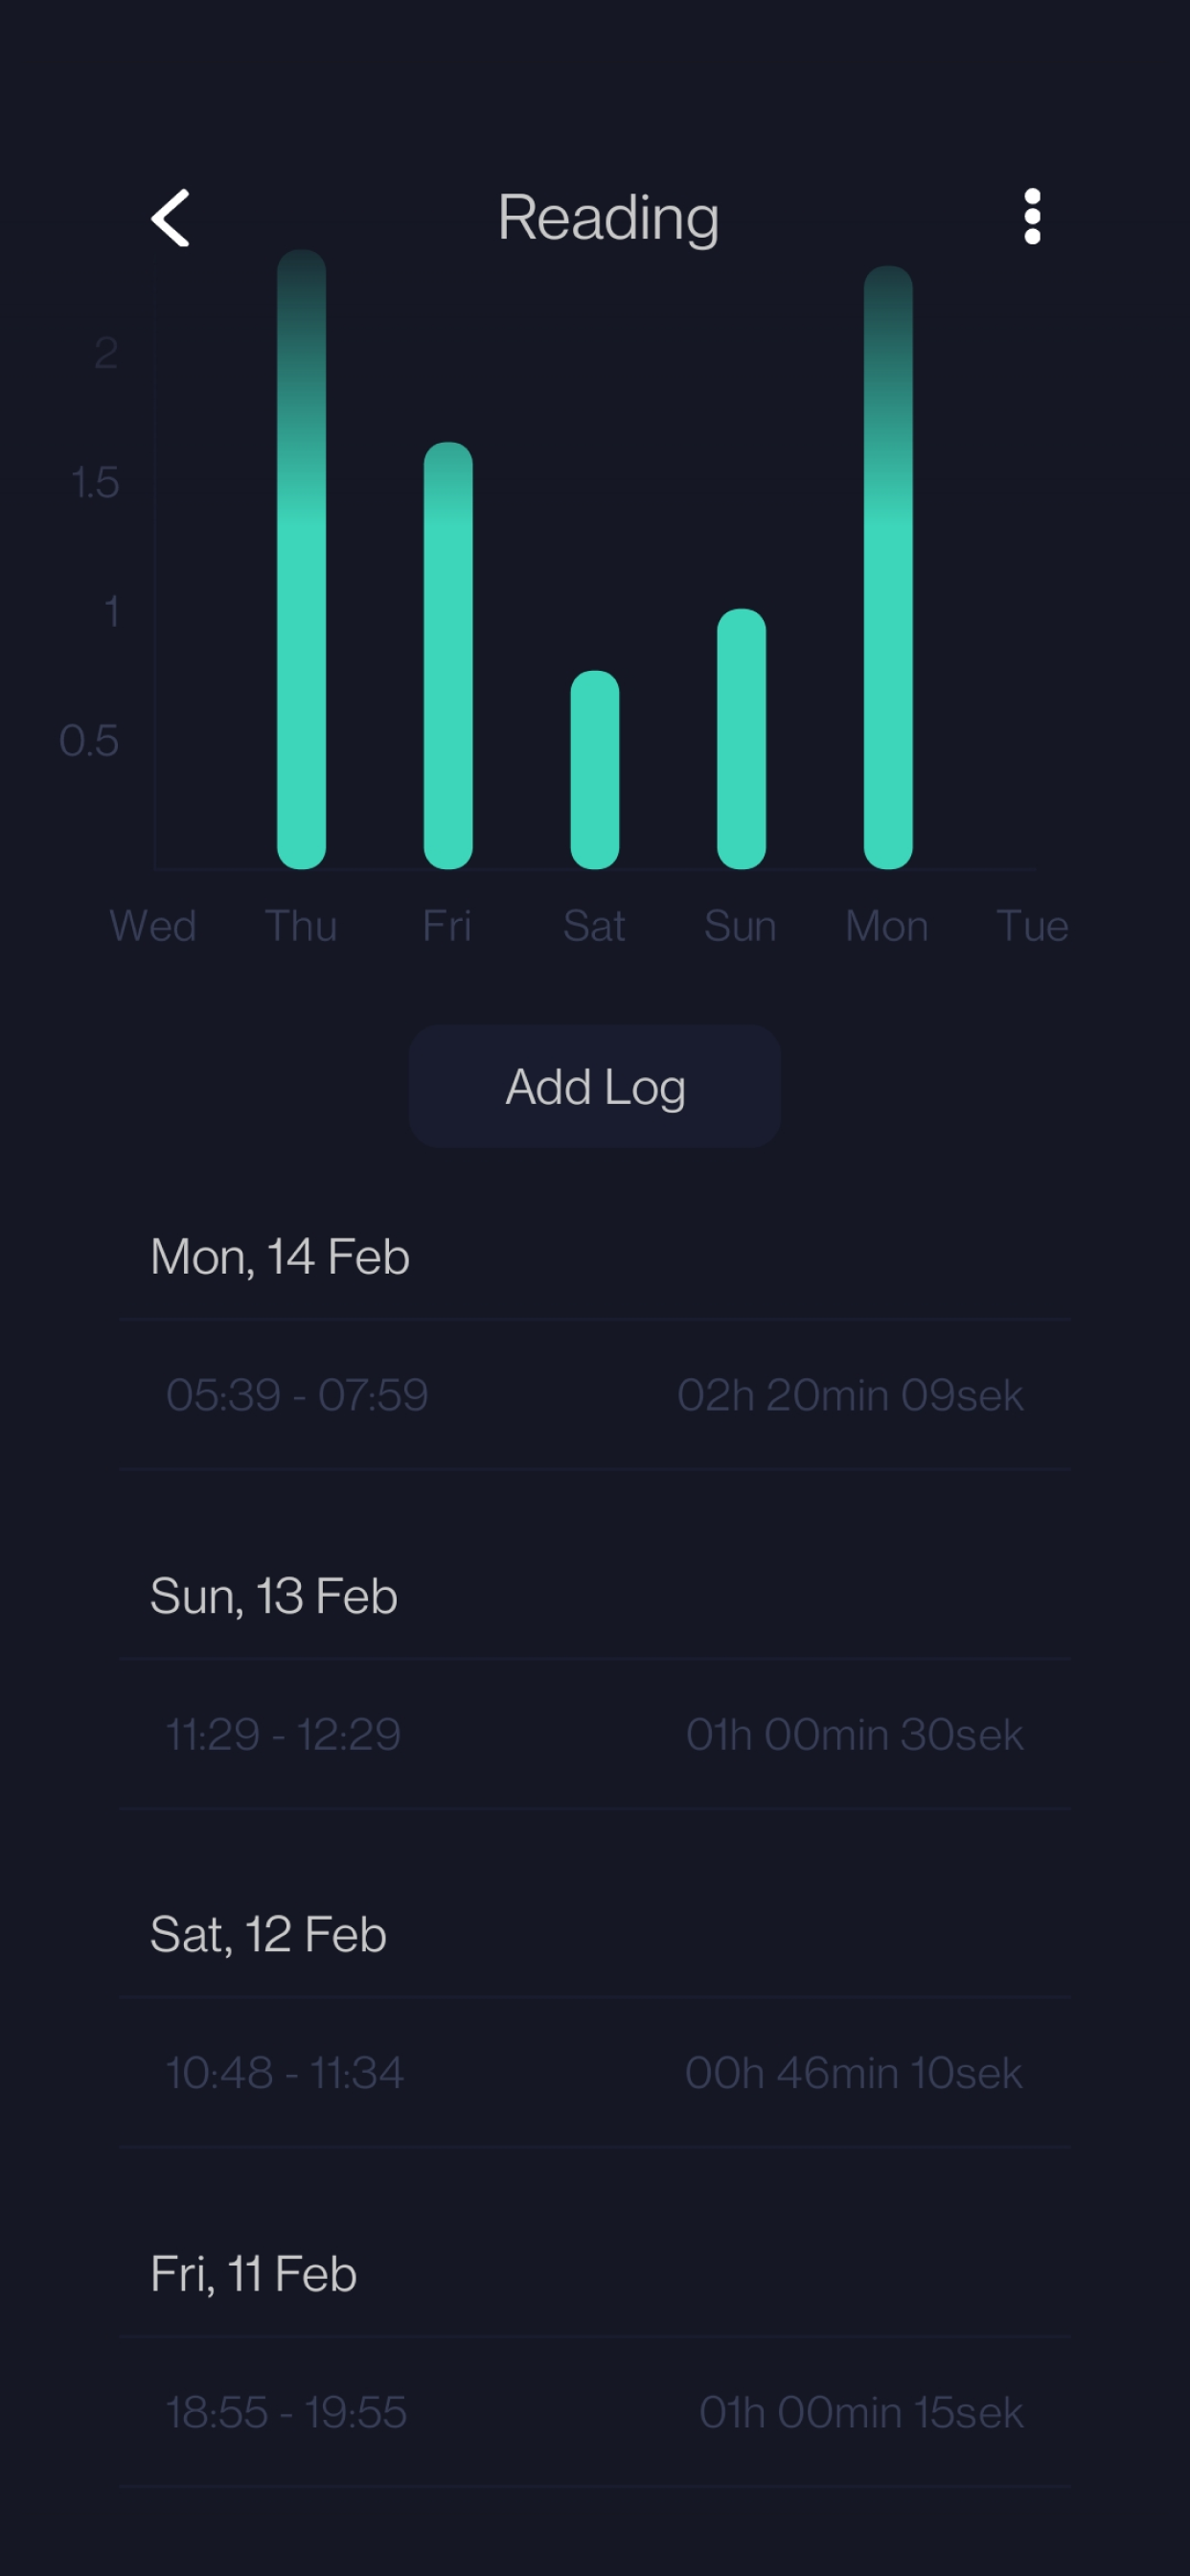 Reading
2
1.5
1
0.5
Wed Thu Fri Sat Sun Mon Tue
Add Log
Mon, 14 Feb
05:39 - 07:59 02h 20min 09sek
Sun, 13 Feb
11:29 - 12:29 01h 00min 30sek
Sat, 12 Feb
10:48 - 11:34 00h 46min 10sek
Fri, 11 Feb
18:55 - 19:55 01h 00min 15sek